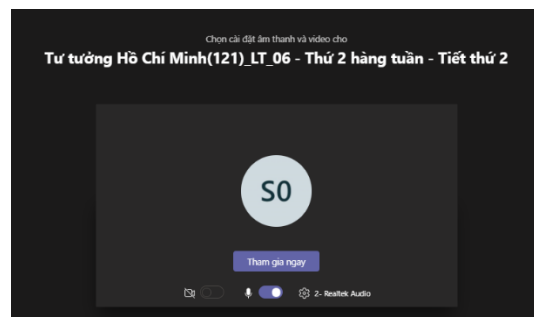 Chọn cài đặt âm thanh và video cho
Tư tưởng Hồ Chí Minh(121)_LT_06 - Thứ 2 hàng tuần - Tiết thứ 2
S0
Tham gia ngay
2- Realtek Audio